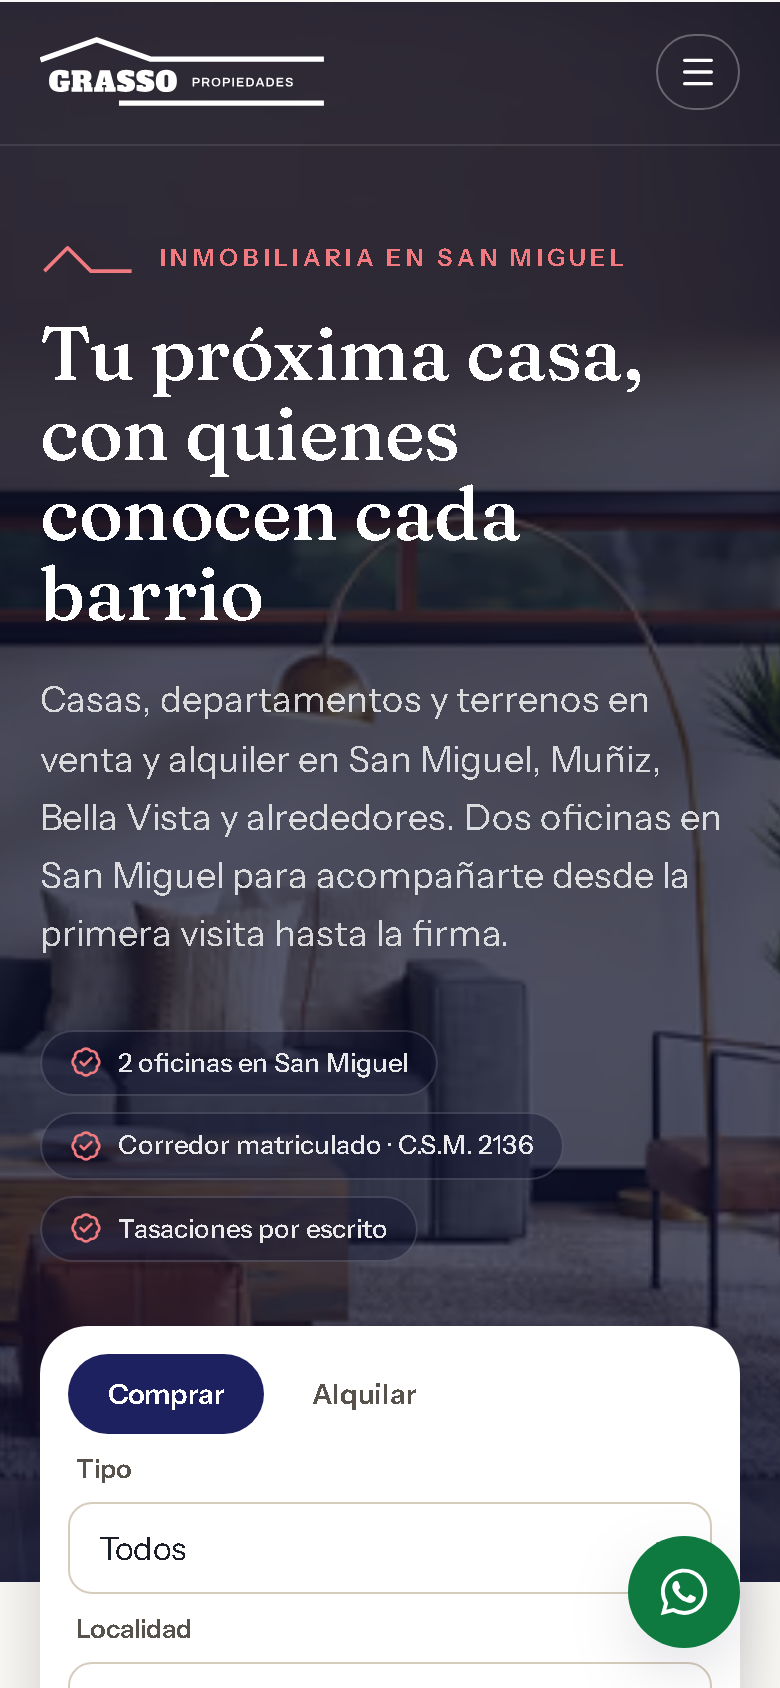 GRASSO PROPIEDADES
INMOBILIARIA EN SAN MIGUEL
Tu próxima casa,
con quienes
conocen cada
barrio
Casas, departamentos y terrenos en
venta y alquiler en San Miguel, Muñiz,
Bella Vista y alrededores. Dos oficinas en
San Miguel para acompañarte desde la
primera visita hasta la firma.
2 oficinas en San Miguel
Corredor matriculado · C.S.M. 2136
Tasaciones por escrito
Comprar Alquilar
Tipo
Todos
Localidad